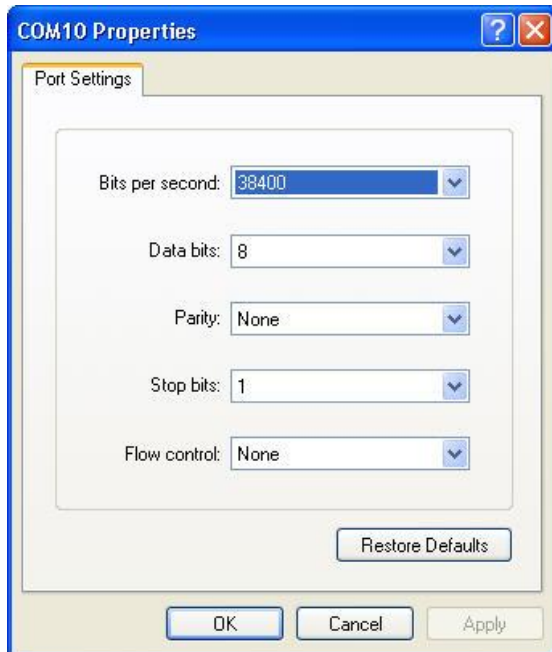 COM10 Properties
Port Settings
Bits per second: 38400
Data bits: 8
Parity: None
Stop bits: 1
Flow control: None
Restore Defaults
OK Cancel Apply